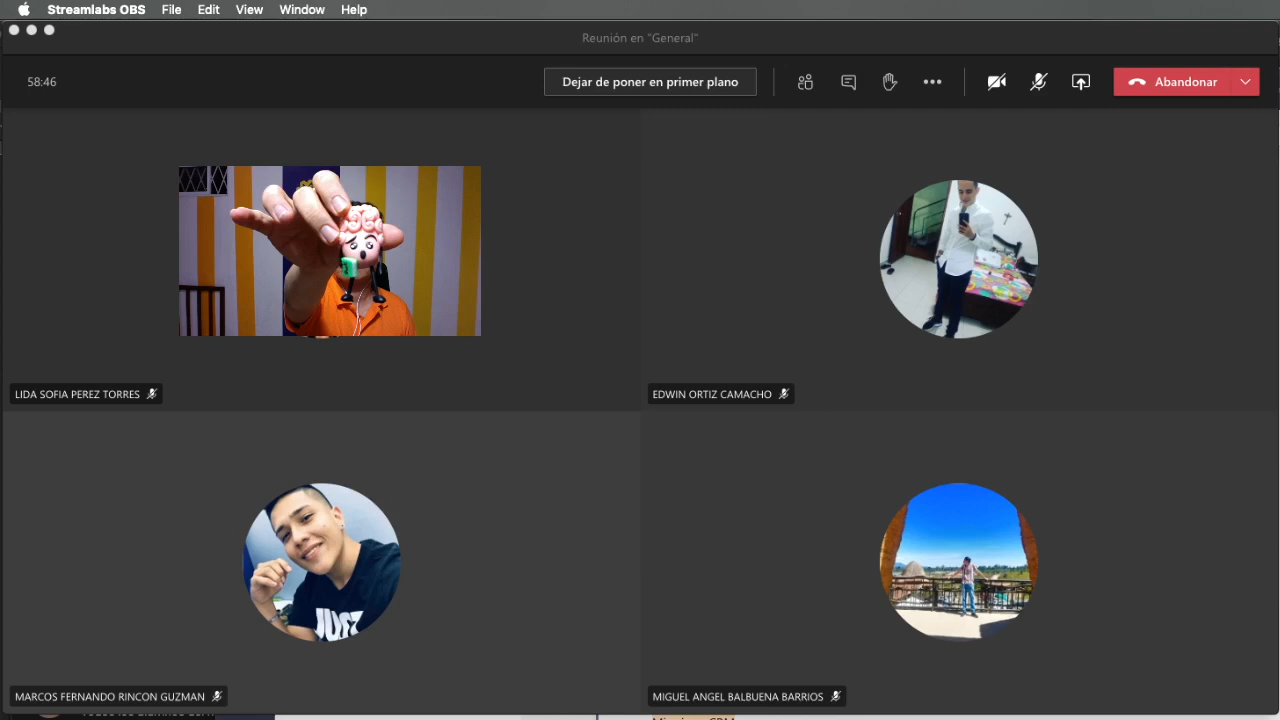 Streamlabs OBS File Edit View Window Help
Reunión en "General"
58:46 Dejar de poner en primer plano Abandonar
LIDA SOFIA PEREZ TORRES
EDWIN ORTIZ CAMACHO
JUST
MARCOS FERNANDO RINCON GUZMAN
MIGUEL ANGEL BALBUENA BARRIOS